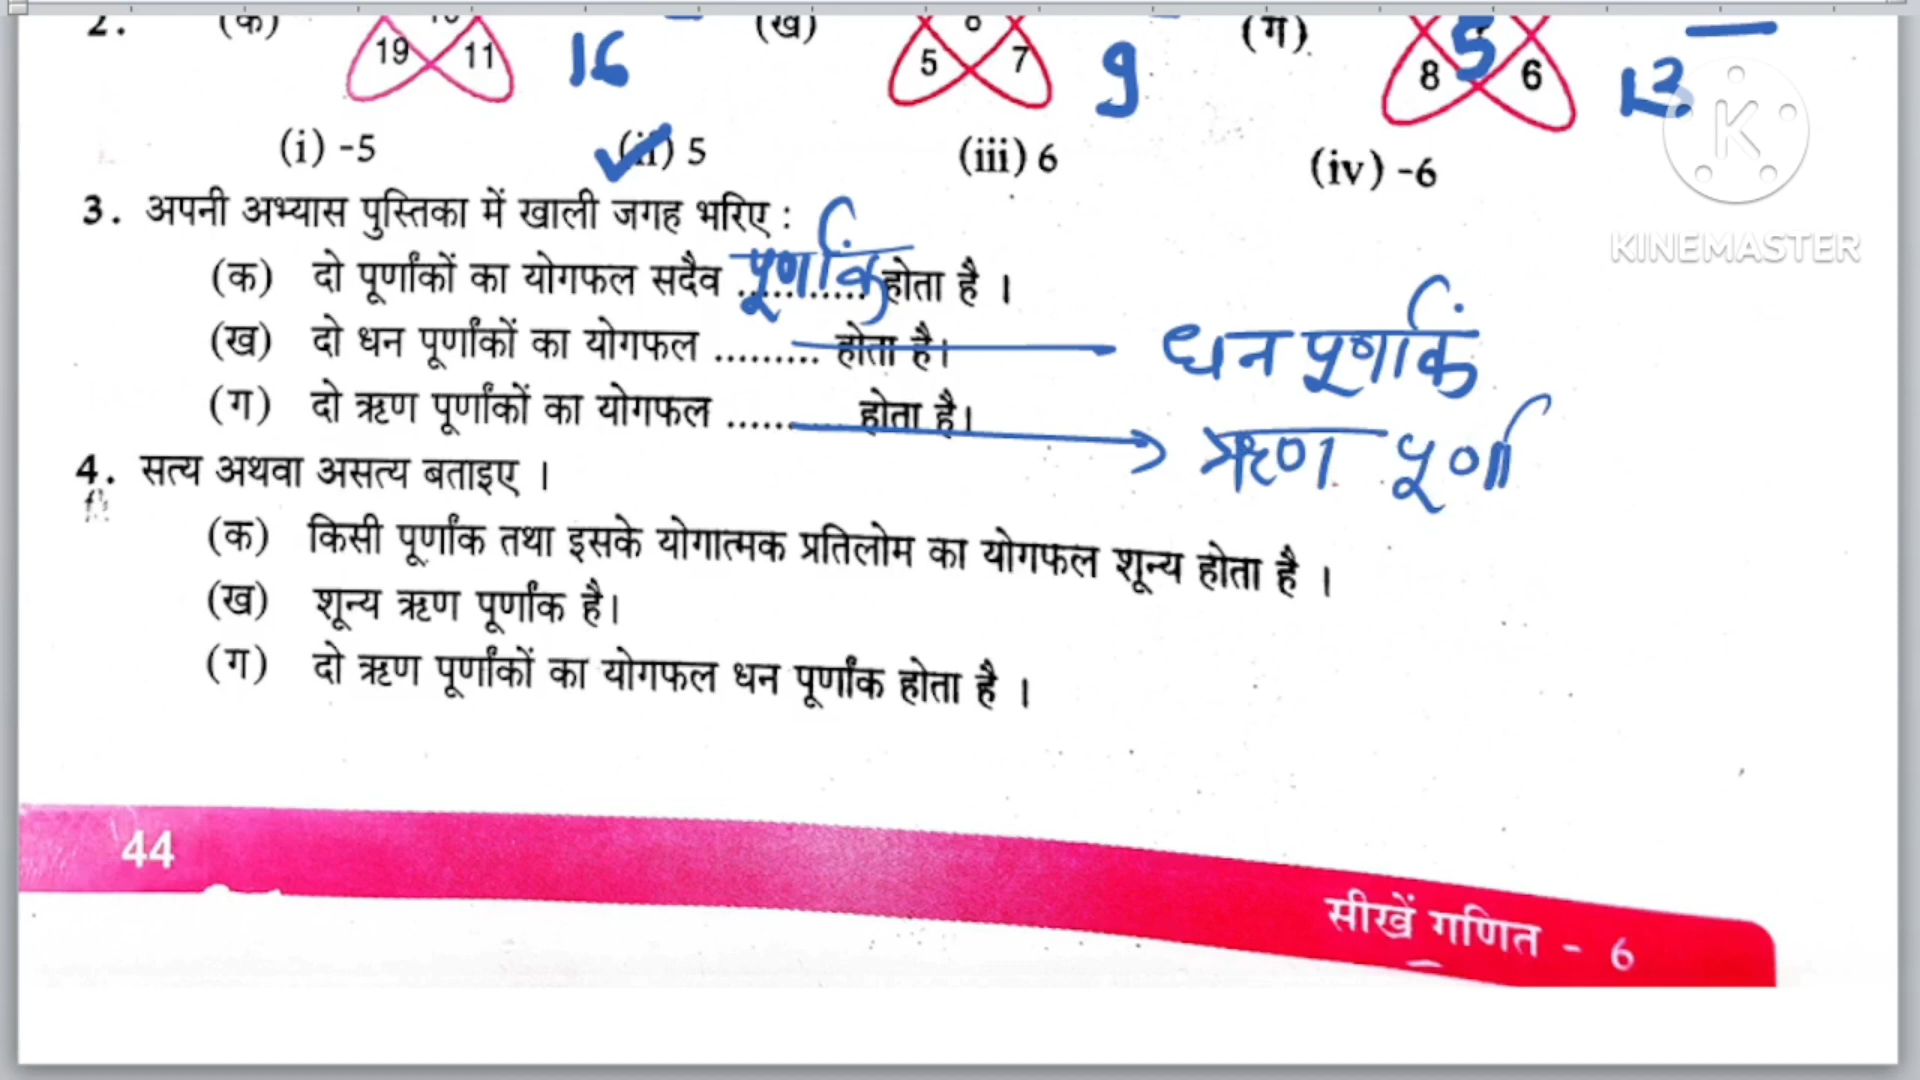 2. (क) 19 11 16 (ख) 5 7 9 (ग) 5 8 6 13
(i) -5 (ii) 5 (iii) 6 (iv) -6
3. अपनी अभ्यास पुस्तिका में खाली जगह भरिए :
(क) दो पूर्णांकों का योगफल सदैव ........... पूर्णांक होता है ।
(ख) दो धन पूर्णांकों का योगफल ......... होता है। धन पूर्णांक
(ग) दो ऋण पूर्णांकों का योगफल ......... होता है। ऋण पूर्णा
4. सत्य अथवा असत्य बताइए ।
(क) किसी पूर्णांक तथा इसके योगात्मक प्रतिलोम का योगफल शून्य होता है ।
(ख) शून्य ऋण पूर्णांक है।
(ग) दो ऋण पूर्णांकों का योगफल धन पूर्णांक होता है ।
44
सीखें गणित - 6
K
KINEMASTER